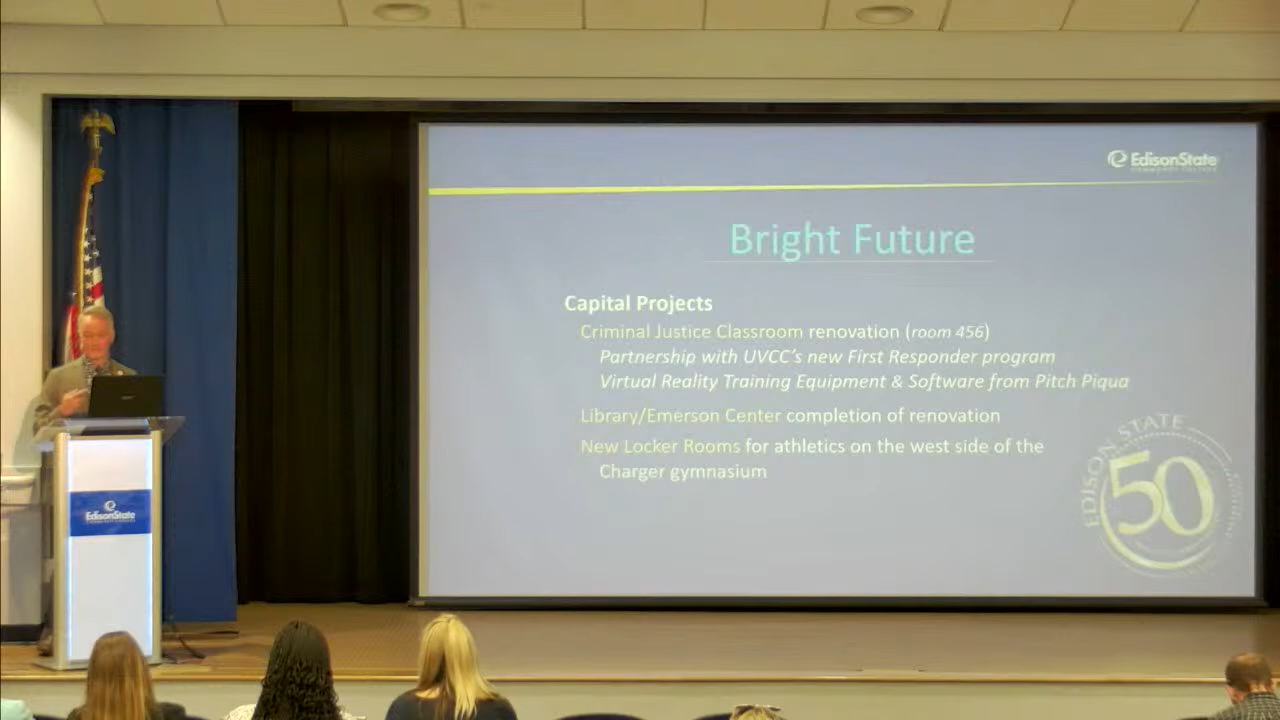 EdisonState
COMMUNITY COLLEGE
Bright Future
Capital Projects
Criminal Justice Classroom renovation (room 456)
Partnership with UVCC's new First Responder program
Virtual Reality Training Equipment & Software from Pitch Piqua
Library/Emerson Center completion of renovation
New Locker Rooms for athletics on the west side of the
Charger gymnasium
EDISON STATE
50
EdisonState